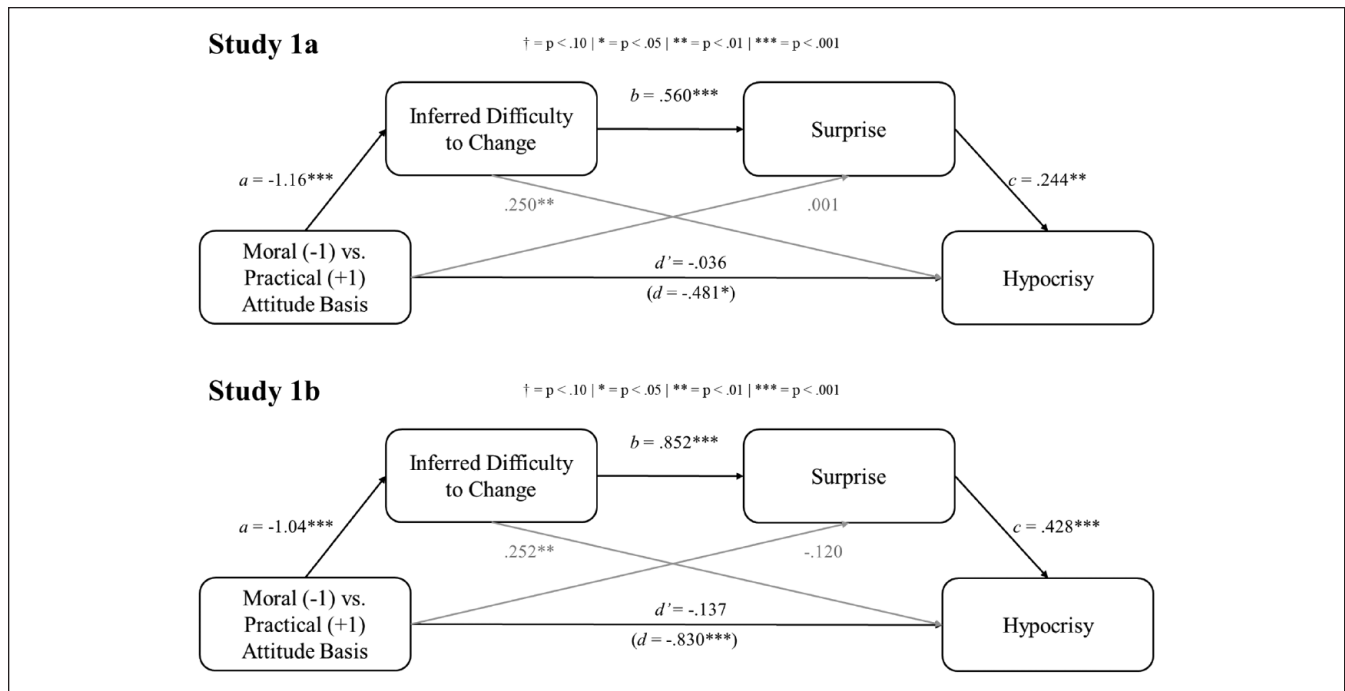 Study 1a
† = p < .10 | * = p < .05 | ** = p < .01 | *** = p < .001
b = .560***
Inferred Difficulty
to Change
Surprise
a = -1.16***
c = .244**
.250**
.001
Moral (-1) vs.
Practical (+1)
Attitude Basis
d’ = -.036
(d = -.481*)
Hypocrisy
Study 1b
† = p < .10 | * = p < .05 | ** = p < .01 | *** = p < .001
b = .852***
Inferred Difficulty
to Change
Surprise
a = -1.04***
c = .428***
.252**
-.120
Moral (-1) vs.
Practical (+1)
Attitude Basis
d’ = -.137
(d = -.830***)
Hypocrisy